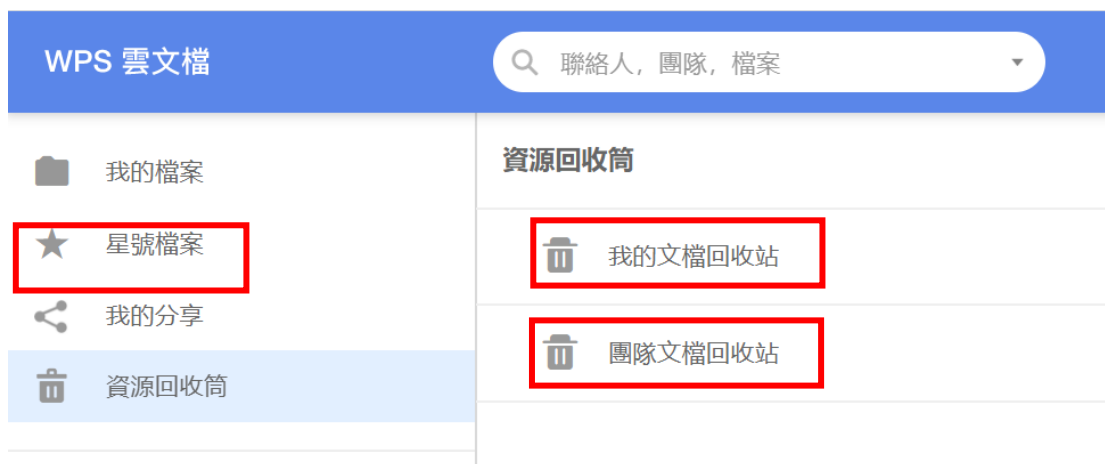 WPS 雲文檔
聯絡人，團隊，檔案
我的檔案
星號檔案
我的分享
資源回收筒
資源回收筒
我的文檔回收站
團隊文檔回收站